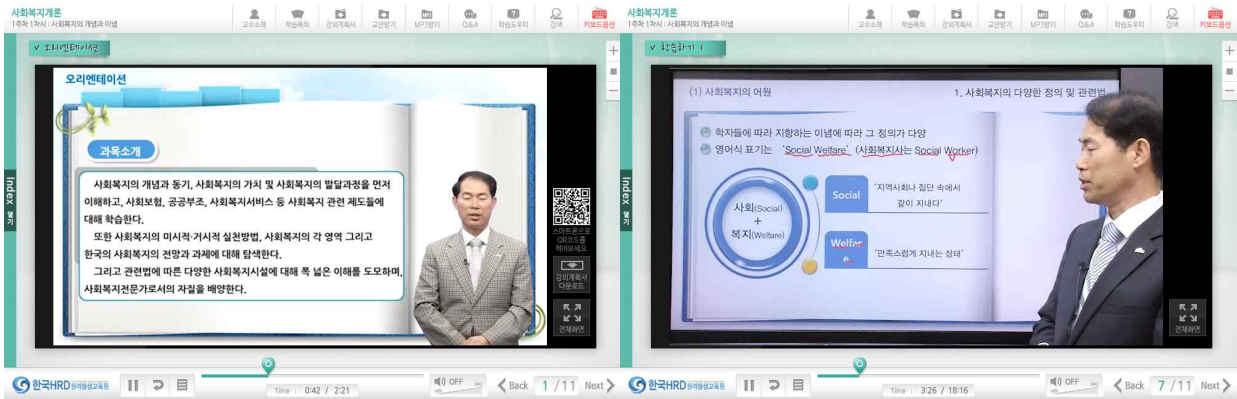 사회복지개론
1주차 1차시 : 사회복지의 개념과 이념
교수소개 학습목차 강의계획서 교안받기 MP3받기 Q&A 학습도우미 검색 키보드옵션
✓ 오리엔테이션
오리엔테이션
과목소개
사회복지의 개념과 동기, 사회복지의 가치 및 사회복지의 발달과정을 먼저
이해하고, 사회보험, 공공부조, 사회복지서비스 등 사회복지 관련 제도들에
대해 학습한다.
또한 사회복지의 미시적·거시적 실천방법, 사회복지의 각 영역 그리고
한국의 사회복지의 전망과 과제에 대해 탐색한다.
그리고 관련법에 따른 다양한 사회복지시설에 대해 폭 넓은 이해를 도모하며,
사회복지전문가로서의 자질을 배양한다.
스마트폰으로
QR코드를
찍어보세요.
강의계획서
다운로드
전체화면
Index 열기
한국HRD원격평생교육원
Time : 0:42 / 2:21
OFF
Back 1 / 11 Next
사회복지개론
1주차 1차시 : 사회복지의 개념과 이념
교수소개 학습목차 강의계획서 교안받기 MP3받기 Q&A 학습도우미 검색 키보드옵션
✓ 학습하기 1
(1) 사회복지의 어원
1. 사회복지의 다양한 정의 및 관련법
학자들에 따라 지향하는 이념에 따라 그 정의가 다양
영어식 표기는 'Social Welfare' (사회복지사는 Social Worker)
사회(Social)
+
복지(Welfare)
Social
'지역사회나 집단 속에서
같이 지내다'
Welfar
e
'만족스럽게 지내는 상태'
전체화면
Index 열기
한국HRD원격평생교육원
Time : 3:26 / 18:16
OFF
Back 7 / 11 Next